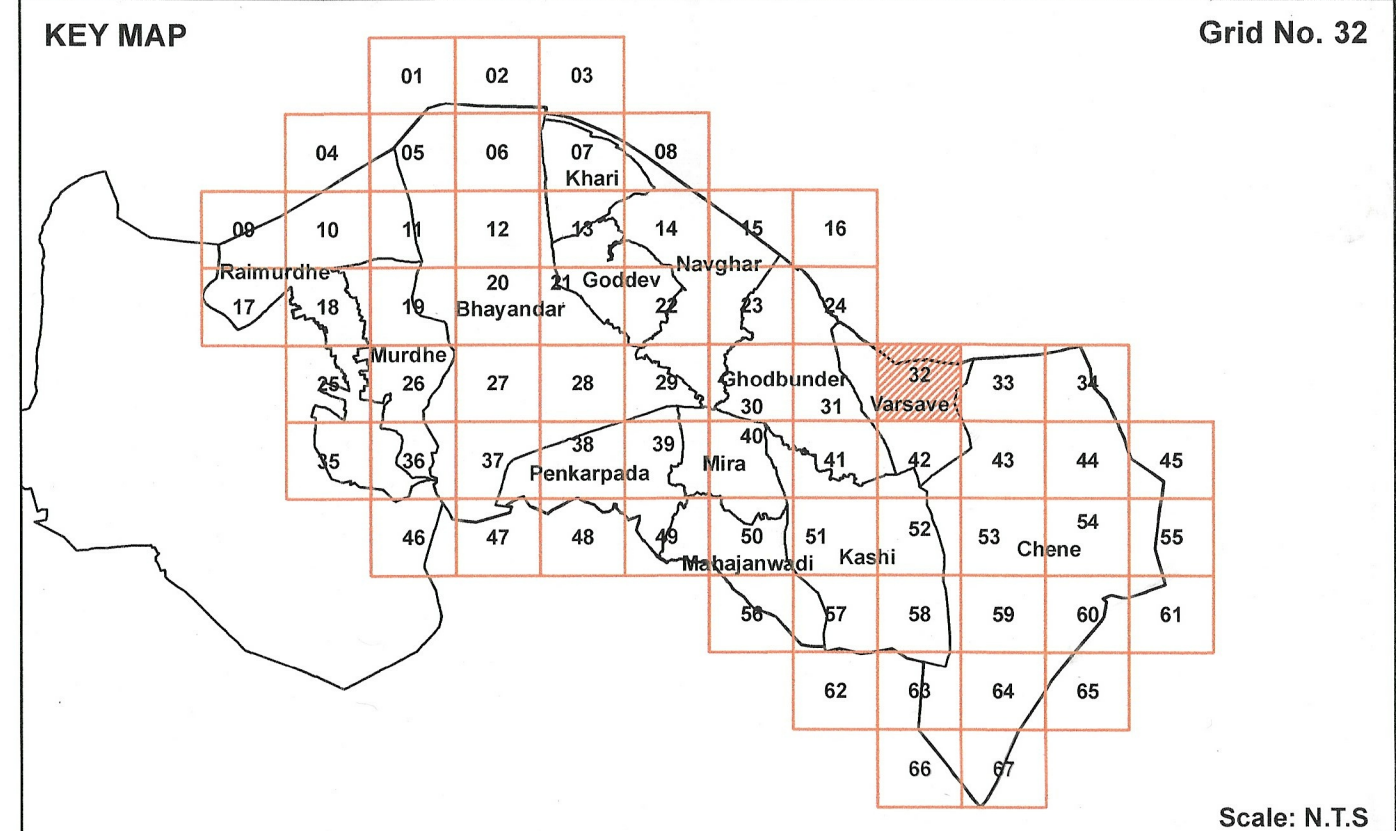 KEY MAP
Grid No. 32
01 02 03
04 05 06 07 08
Khari
09 10 11 12 13 14 15 16
Raimurdhe Goddev Navghar
17 18 19 20 21 22 23 24
Bhayandar
Murdhe
25 26 27 28 29 30 31 32 33 34
Ghodbunder Varsave
35 36 37 38 39 40 41 42 43 44 45
Penkarpada Mira
46 47 48 49 50 51 52 53 54 55
Mahajanwadi Kashi Chene
56 57 58 59 60 61
62 63 64 65
66 67
Scale: N.T.S